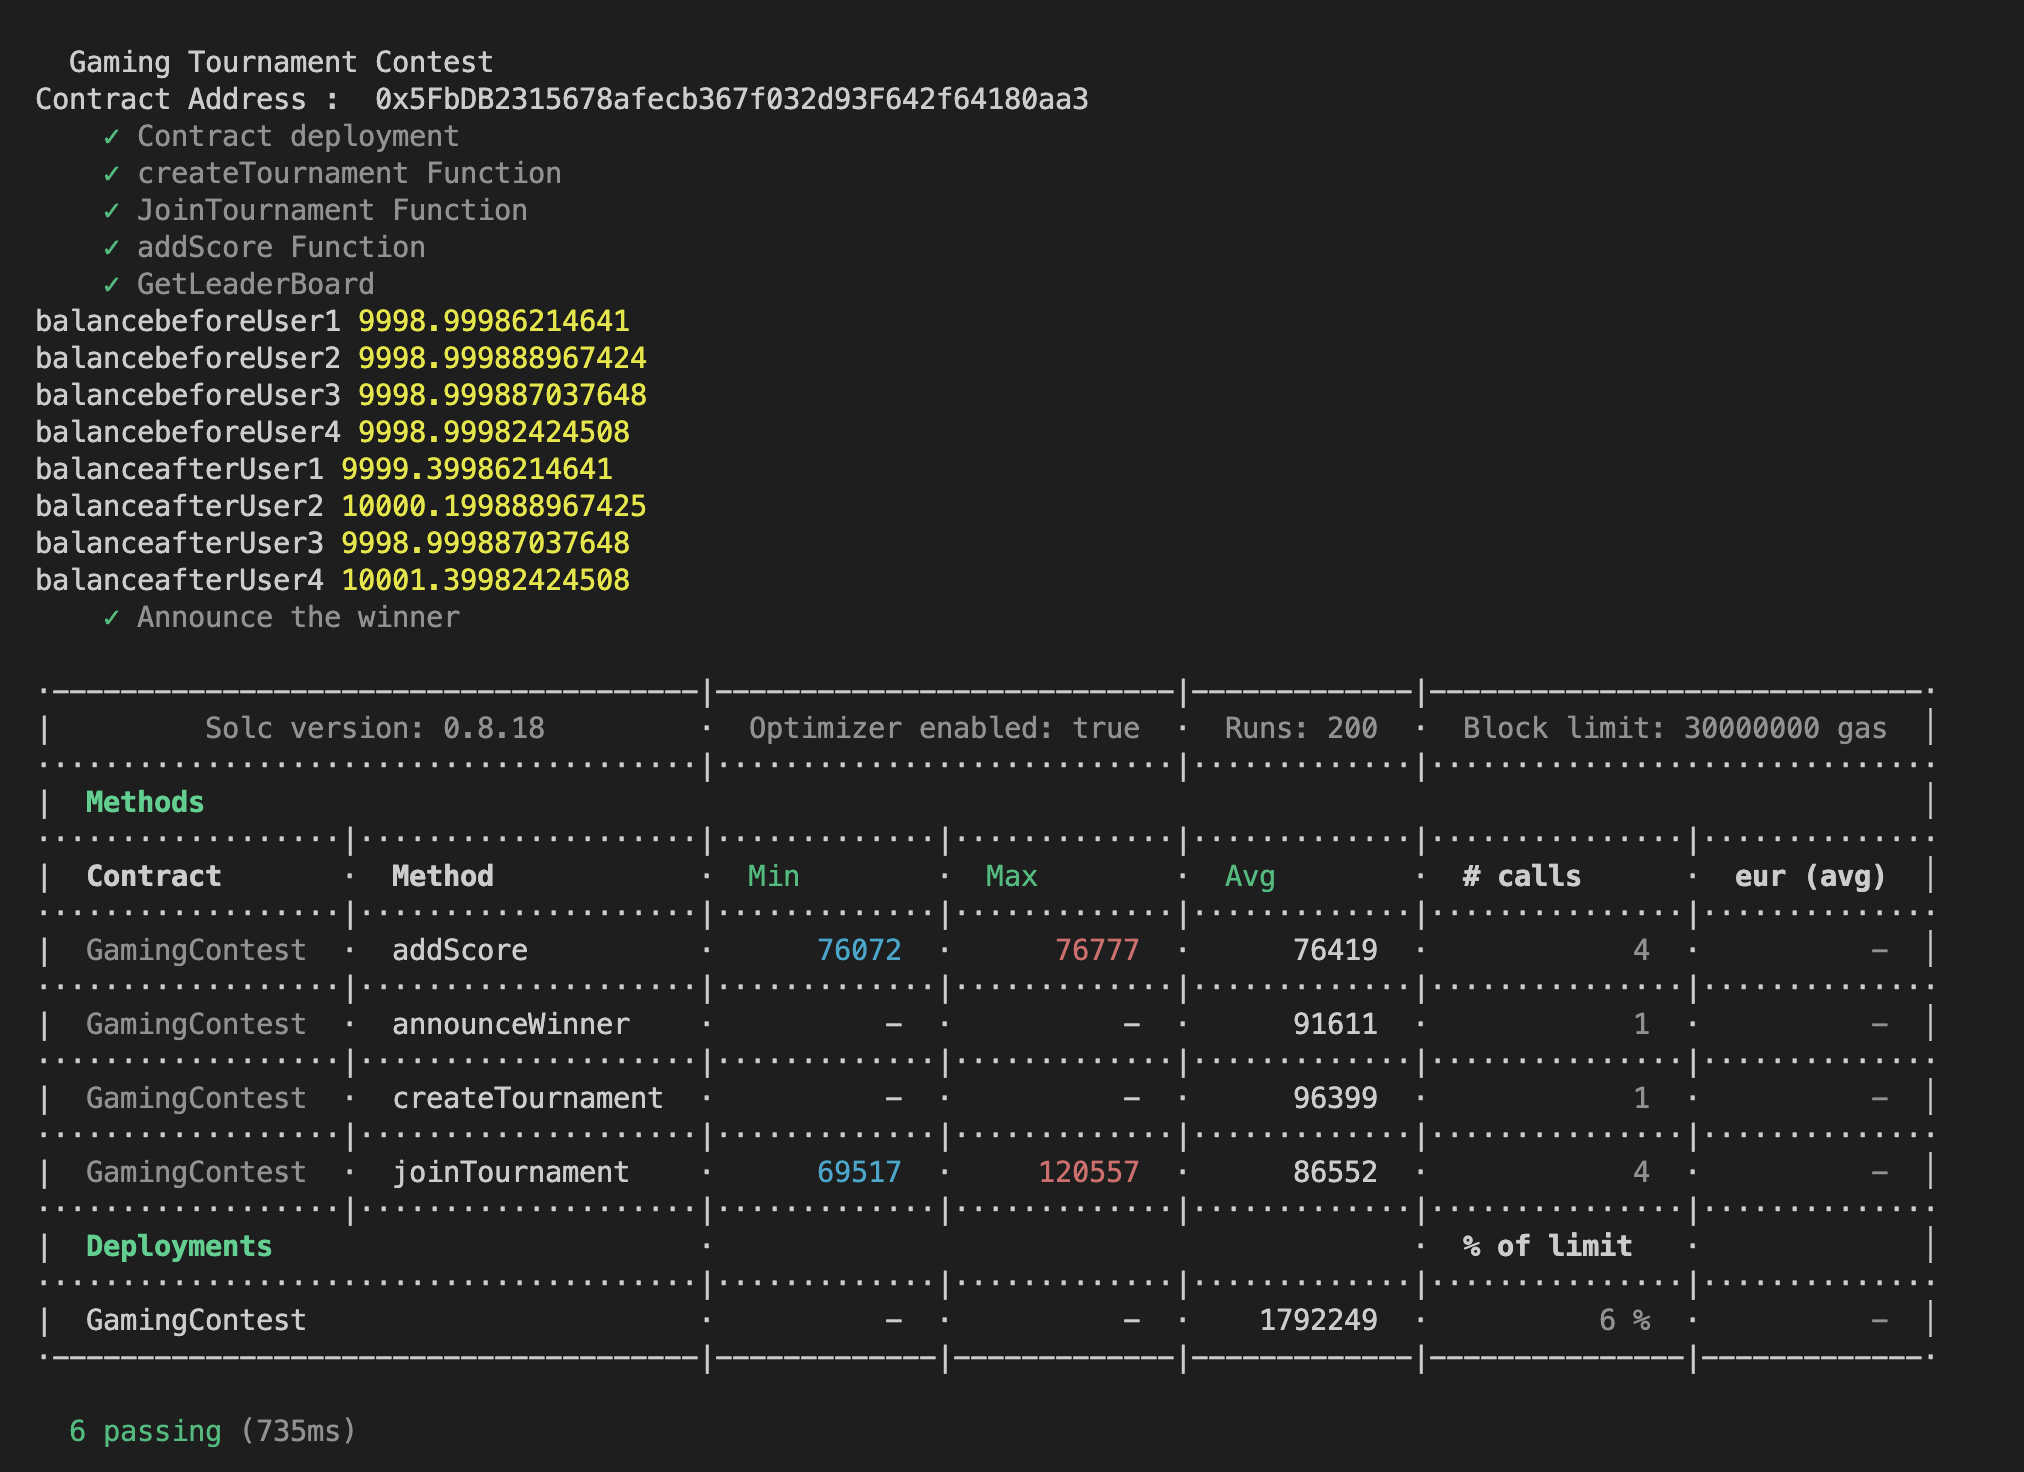 Gaming Tournament Contest
Contract Address :  0x5FbDB2315678afecb367f032d93F642f64180aa3
✓ Contract deployment
✓ createTournament Function
✓ JoinTournament Function
✓ addScore Function
✓ GetLeaderBoard
balancebeforeUser1 9998.99986214641
balancebeforeUser2 9998.999888967424
balancebeforeUser3 9998.999887037648
balancebeforeUser4 9998.99982424508
balanceafterUser1 9999.39986214641
balanceafterUser2 10000.199888967425
balanceafterUser3 9998.999887037648
balanceafterUser4 10001.39982424508
✓ Announce the winner
Solc version: 0.8.18 · Optimizer enabled: true · Runs: 200 · Block limit: 30000000 gas
Methods
Contract · Method · Min · Max · Avg · # calls · eur (avg)
GamingContest · addScore · 76072 · 76777 · 76419 · 4 · -
GamingContest · announceWinner · - · - · 91611 · 1 · -
GamingContest · createTournament · - · - · 96399 · 1 · -
GamingContest · joinTournament · 69517 · 120557 · 86552 · 4 · -
Deployments · · % of limit ·
GamingContest · - · - · 1792249 · 6 % · -
6 passing (735ms)